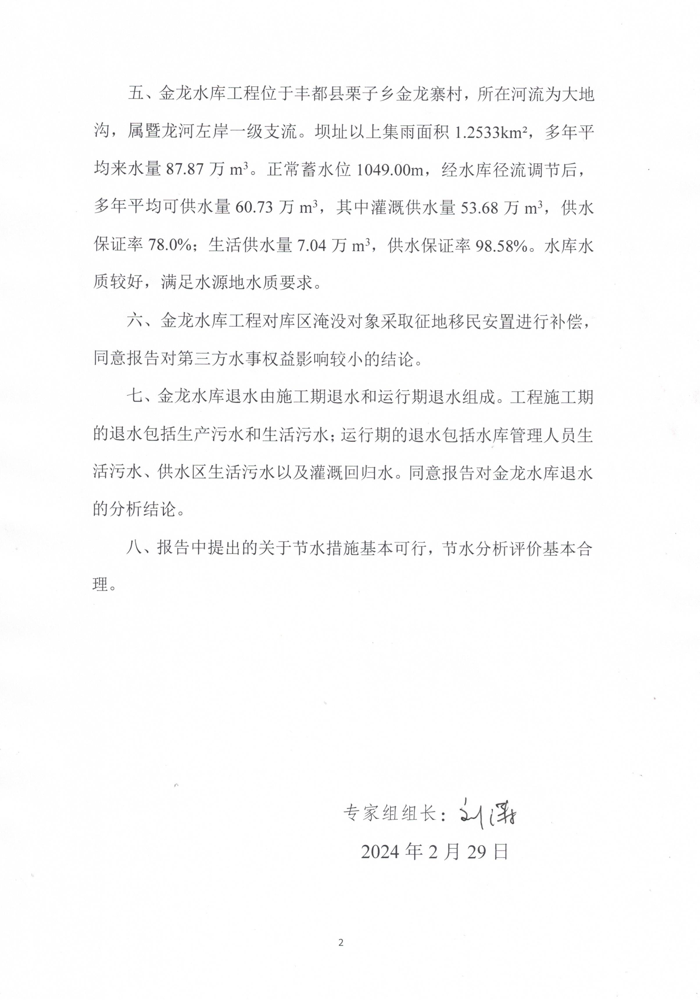 五、金龙水库工程位于丰都县栗子乡金龙寨村，所在河流为大地
沟，属暨龙河左岸一级支流。坝址以上集雨面积 1.2533km²，多年平
均来水量 87.87 万 m³。正常蓄水位 1049.00m，经水库径流调节后，
多年平均可供水量 60.73 万 m³，其中灌溉供水量 53.68 万 m³，供水
保证率 78.0%；生活供水量 7.04 万 m³，供水保证率 98.58%。水库水
质较好，满足水源地水质要求。
六、金龙水库工程对库区淹没对象采取征地移民安置进行补偿，
同意报告对第三方水事权益影响较小的结论。
七、金龙水库退水由施工期退水和运行期退水组成。工程施工期
的退水包括生产污水和生活污水；运行期的退水包括水库管理人员生
活污水、供水区生活污水以及灌溉回归水。同意报告对金龙水库退水
的分析结论。
八、报告中提出的关于节水措施基本可行，节水分析评价基本合
理。
专家组组长：刘
2024 年 2 月 29 日
2